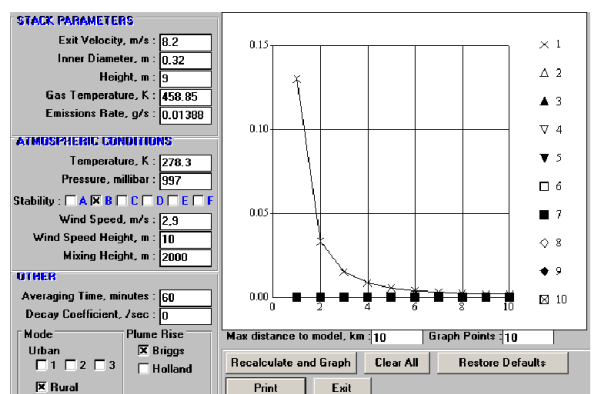 STACK PARAMETERS
Exit Velocity, m/s : 8.2
Inner Diameter, m : 0.32
Height, m : 9
Gas Temperature, K : 458.85
Emissions Rate, g/s : 0.01388
ATMOSPHERIC CONDITIONS
Temperature, K : 278.3
Pressure, millibar : 997
Stability : A B C D E F
Wind Speed, m/s : 2,9
Wind Speed Height, m : 10
Mixing Height, m : 2000
OTHER
Averaging Time, minutes : 60
Decay Coefficient, /sec : 0
Mode
Urban
1 2 3
Rural
Plume Rise
Briggs
Holland
0.15
0.10
0.05
0.00
0 2 4 6 8 10
1
2
3
4
5
6
7
8
9
10
Max distance to model, km : 10 Graph Points : 10
Recalculate and Graph Clear All Restore Defaults
Print Exit